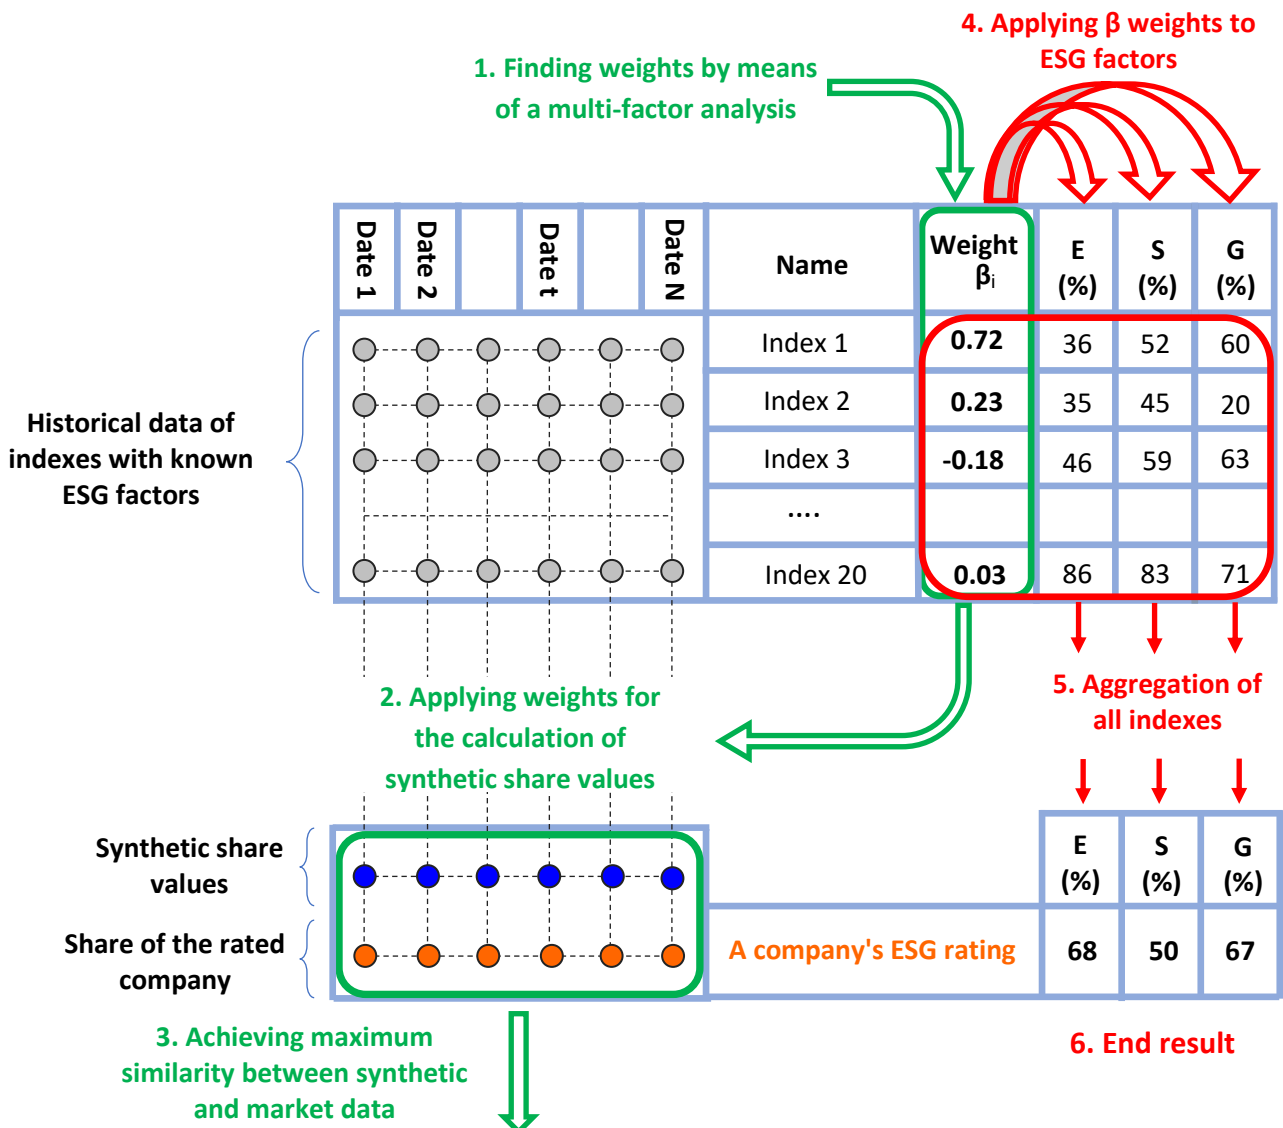 4. Applying β weights to
ESG factors
1. Finding weights by means
of a multi-factor analysis
Date 1
Date 2
Date t
Date N
Name
Weight
βi
E
(%)
S
(%)
G
(%)
Historical data of
indexes with known
ESG factors
Index 1 0.72 36 52 60
Index 2 0.23 35 45 20
Index 3 -0.18 46 59 63
....
Index 20 0.03 86 83 71
2. Applying weights for
the calculation of
synthetic share values
5. Aggregation of
all indexes
Synthetic share
values
E
(%)
S
(%)
G
(%)
Share of the rated
company
A company's ESG rating 68 50 67
3. Achieving maximum
similarity between synthetic
and market data
6. End result